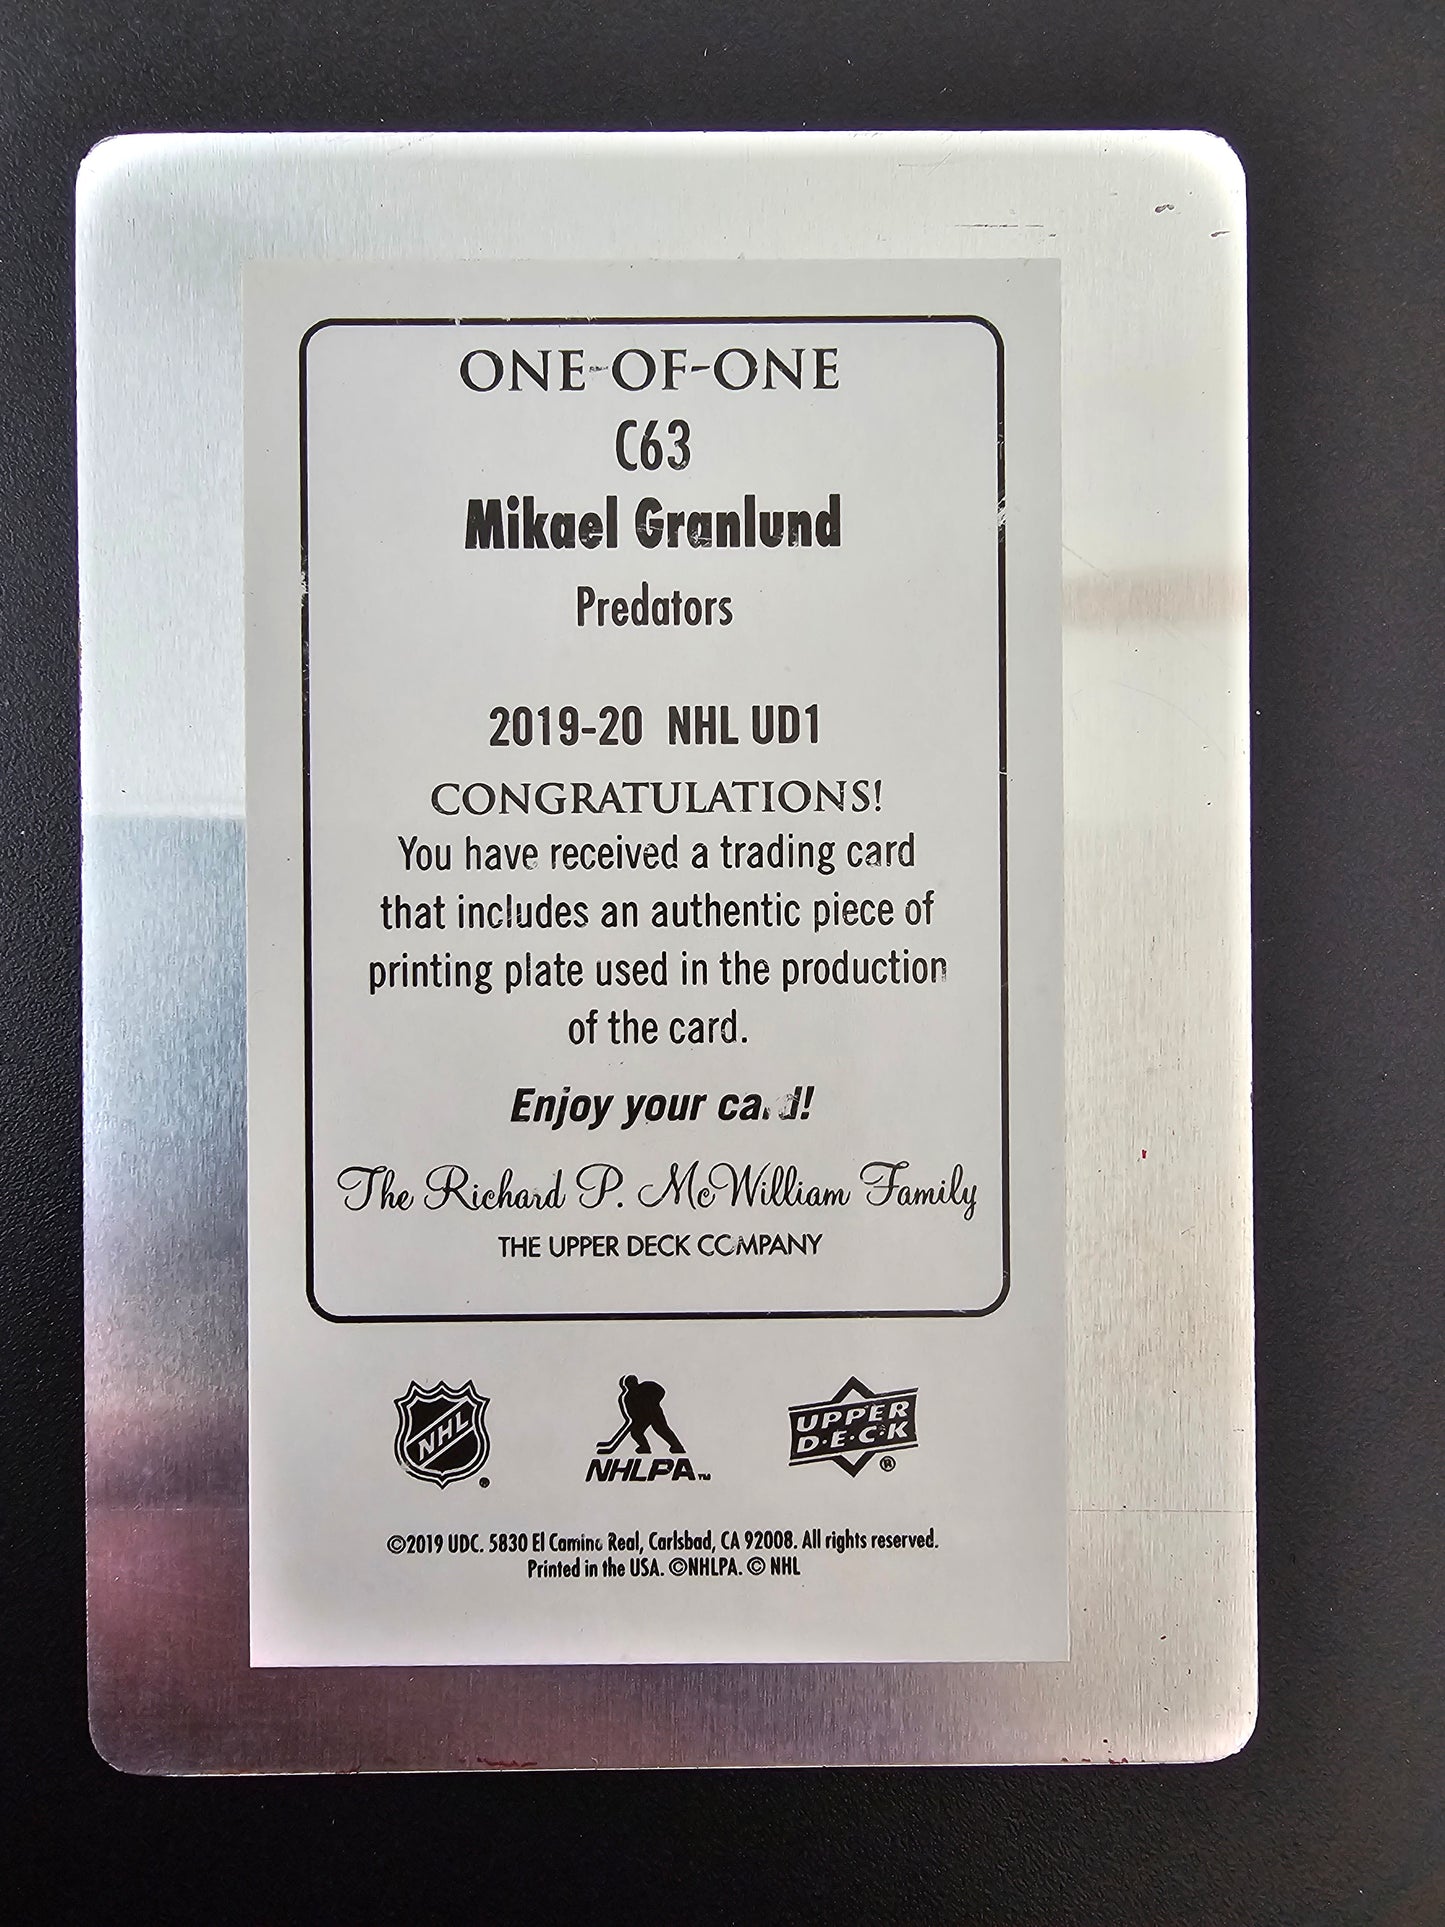 ONE-OF-ONE
C63
Mikael Granlund
Predators
2019-20 NHL UD1
CONGRATULATIONS!
You have received a trading card
that includes an authentic piece of
printing plate used in the production
of the card.
Enjoy your card!
The Richard P. McWilliam Family
THE UPPER DECK COMPANY
NHL ®
NHLPA™
UPPER
D·E·C·K ®
©2019 UDC. 5830 El Camino Real, Carlsbad, CA 92008. All rights reserved.
Printed in the USA. ©NHLPA. © NHL